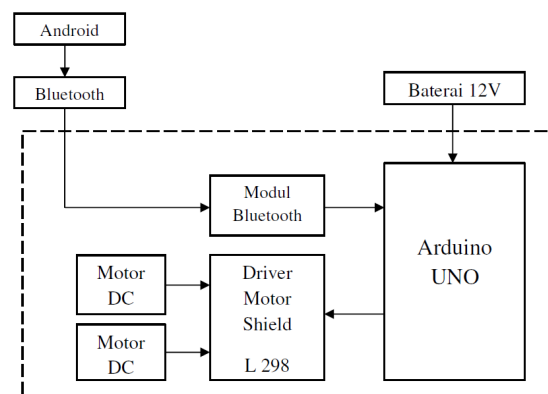 Android
Bluetooth
Baterai 12V
Modul
Bluetooth
Arduino
UNO
Motor
DC
Driver
Motor
Shield
L 298
Motor
DC